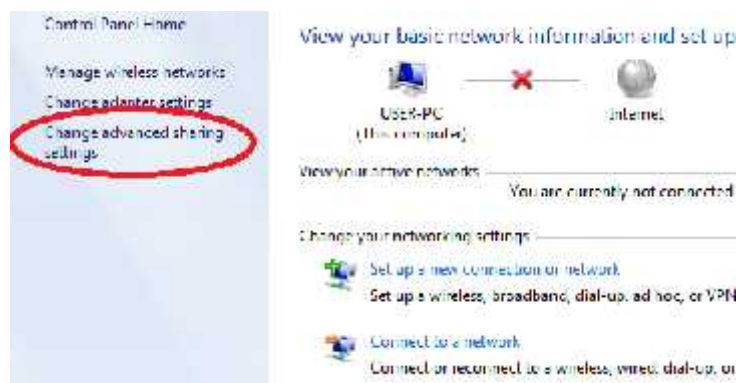 Control Panel Home
Manage wireless networks
Change adapter settings
Change advanced sharing
settings
View your basic network information and set up
USER-PC
(This computer)
Internet
View your active networks
You are currently not connected
Change your networking settings
Set up a new connection or network
Set up a wireless, broadband, dial-up, ad hoc, or VPN
Connect to a network
Connect or reconnect to a wireless, wired, dial-up, or